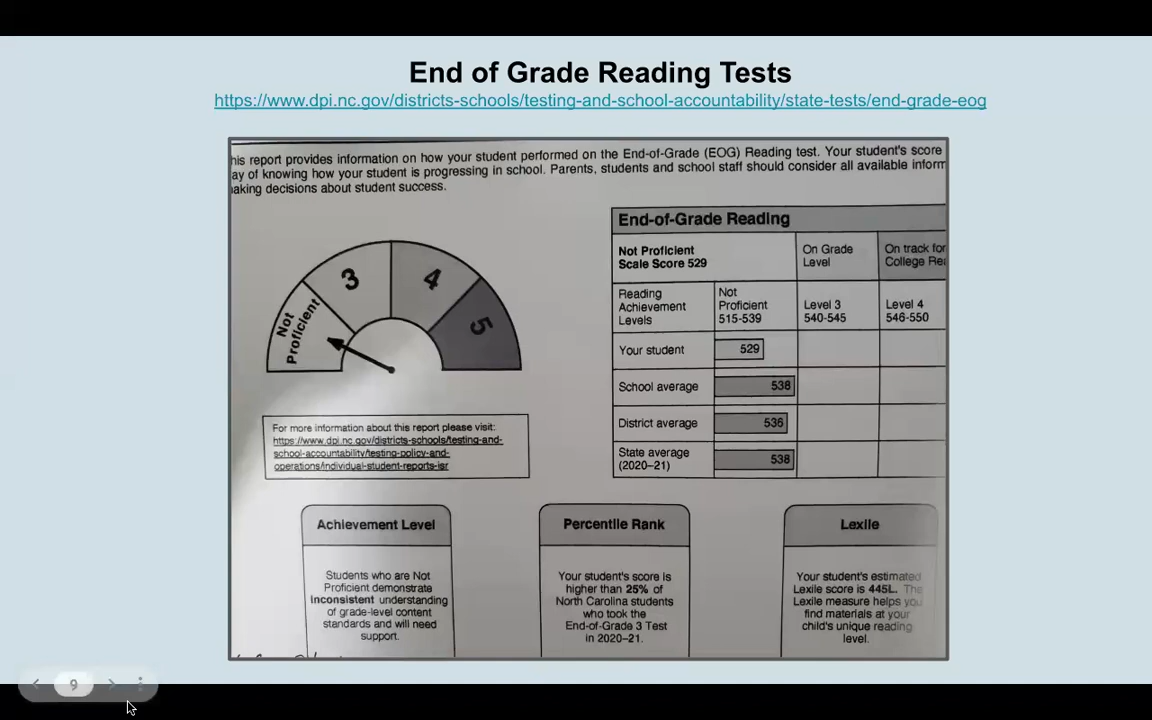 End of Grade Reading Tests
https://www.dpi.nc.gov/districts-schools/testing-and-school-accountability/state-tests/end-grade-eog
his report provides information on how your student performed on the End-of-Grade (EOG) Reading test. Your student's score
ay of knowing how your student is progressing in school. Parents, students and school staff should consider all available inform
aking decisions about student success.
Not
Proficient
3
4
5
For more information about this report please visit:
https://www.dpi.nc.gov/districts-schools/testing-and-
school-accountability/testing-policy-and-
operations/individual-student-reports-isr
End-of-Grade Reading
Not Proficient
Scale Score 529
On Grade
Level
On track for
College Rea
Reading
Achievement
Levels
Not
Proficient
515-539
Level 3
540-545
Level 4
546-550
Your student
529
School average
538
District average
536
State average
(2020–21)
538
Achievement Level
Students who are Not
Proficient demonstrate
inconsistent understanding
of grade-level content
standards and will need
support.
Percentile Rank
Your student's score is
higher than 25% of
North Carolina students
who took the
End-of-Grade 3 Test
in 2020–21.
Lexile
Your student's estimated
Lexile score is 445L. The
Lexile measure helps you
find materials at your
child's unique reading
level.
9